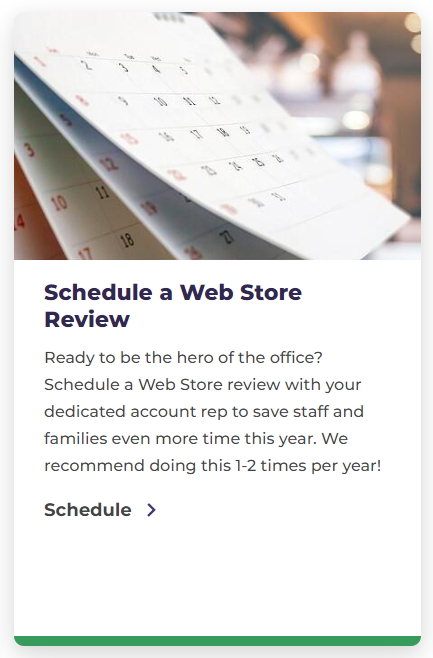 Schedule a Web Store
Review
Ready to be the hero of the office?
Schedule a Web Store review with your
dedicated account rep to save staff and
families even more time this year. We
recommend doing this 1-2 times per year!
Schedule